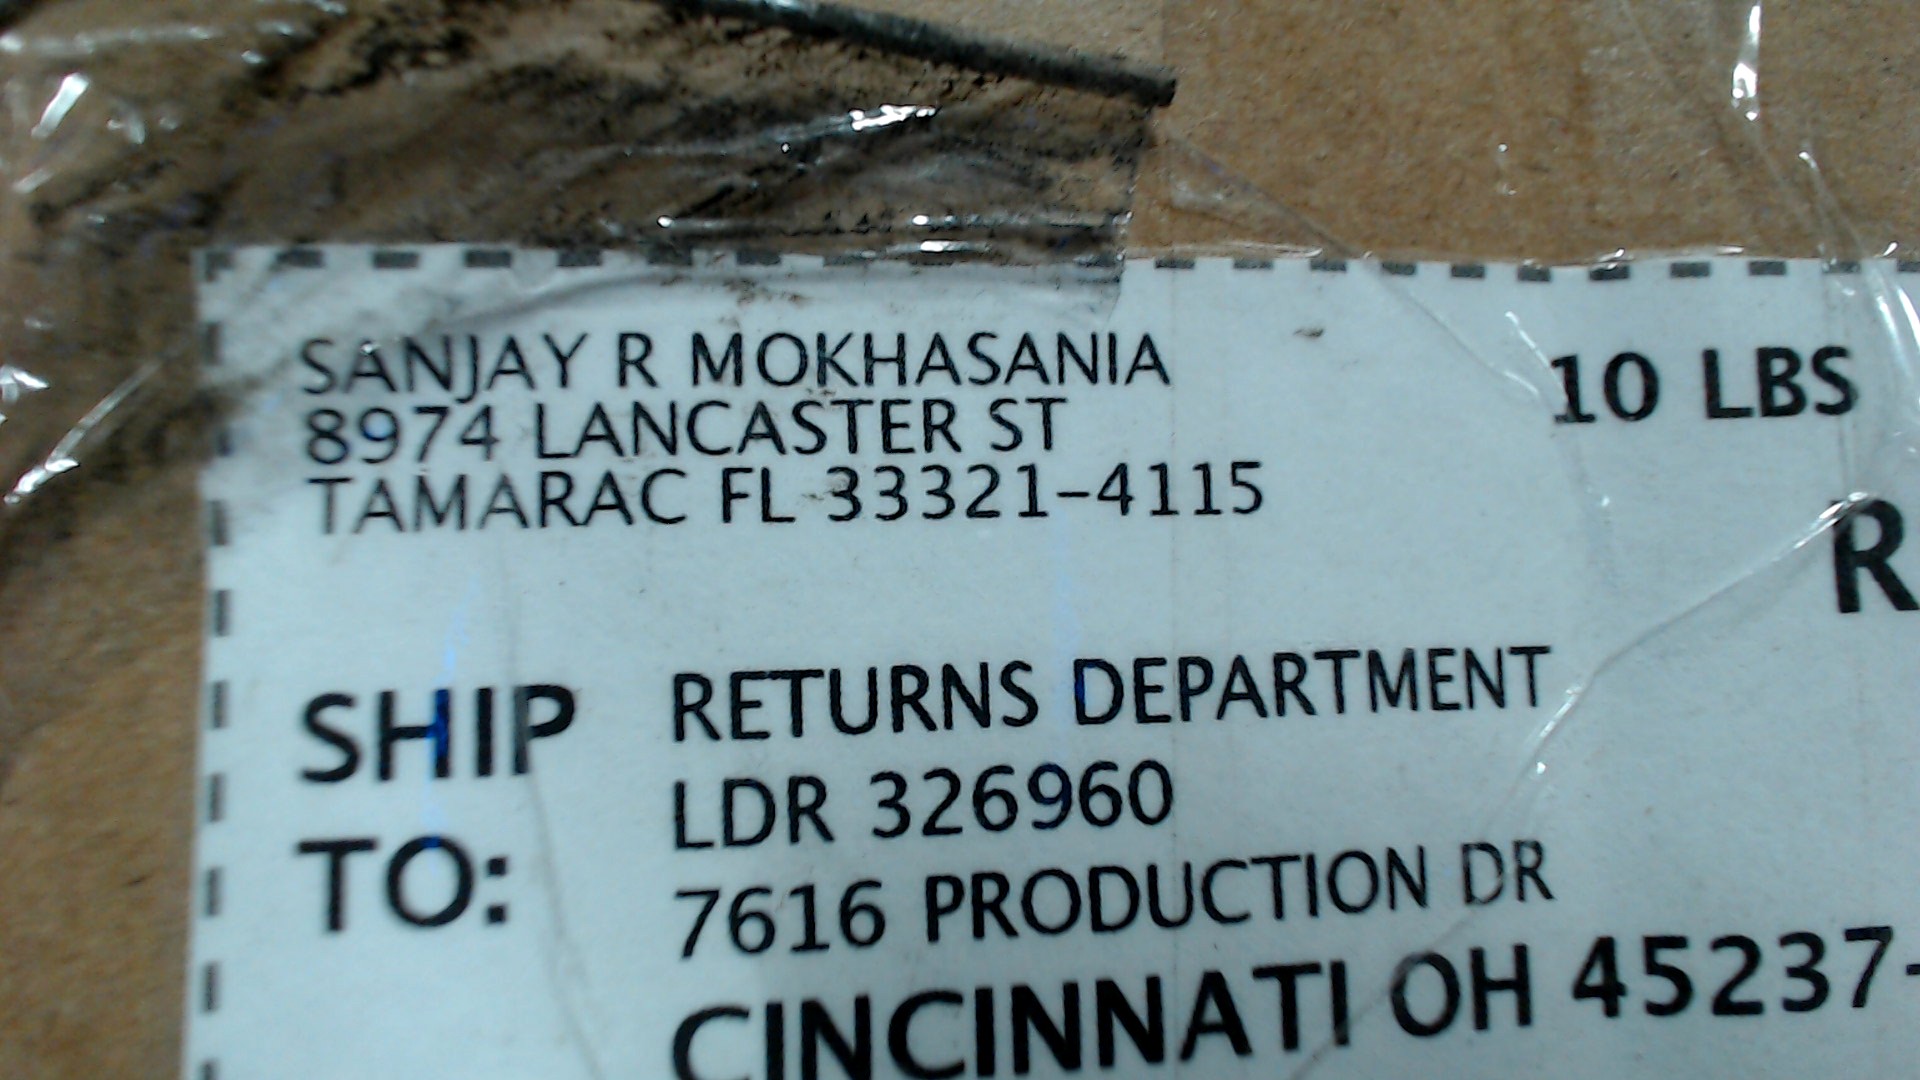 SANJAY R MOKHASANIA
8974 LANCASTER ST
TAMARAC FL 33321-4115
10 LBS
R
SHIP TO:
RETURNS DEPARTMENT
LDR 326960
7616 PRODUCTION DR
CINCINNATI OH 45237-